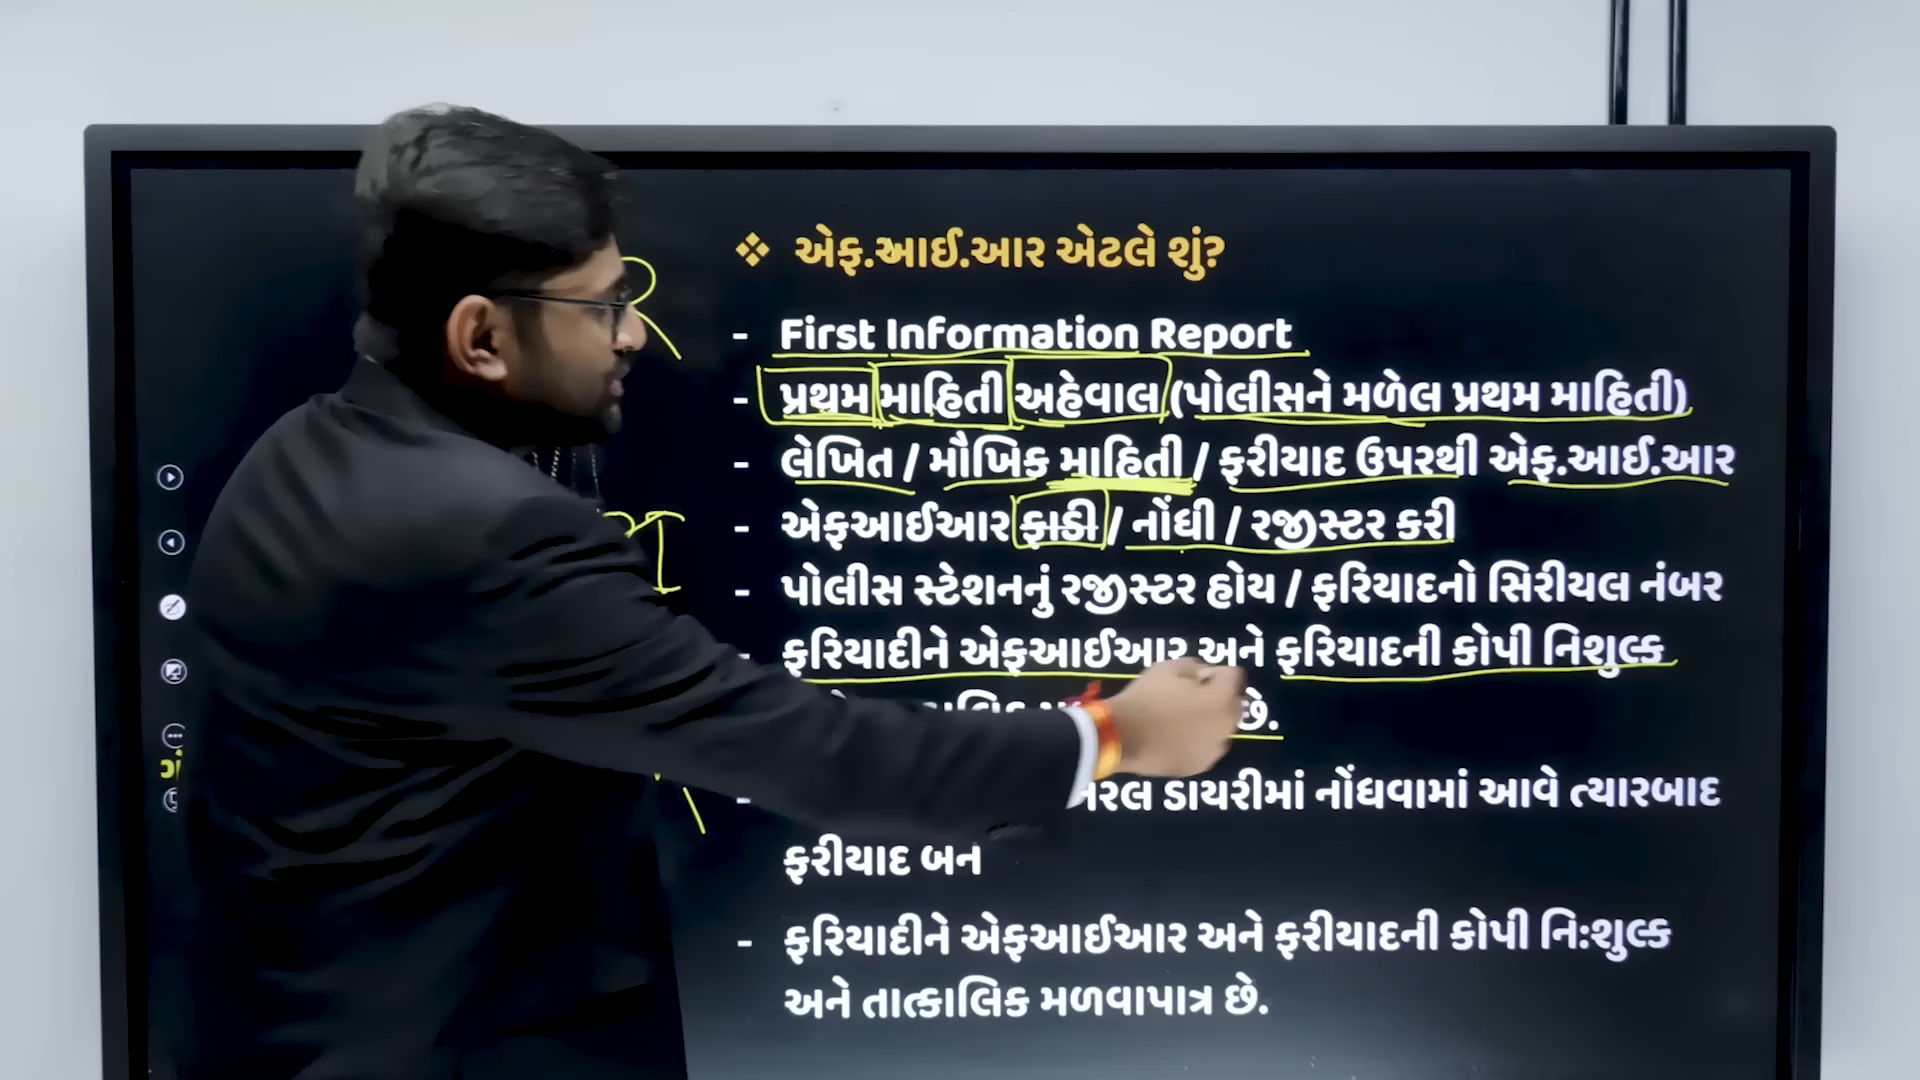 ❖ એફ.આઈ.આર એટલે શું?
- First Information Report
- પ્રથમ માહિતી અહેવાલ (પોલીસને મળેલ પ્રથમ માહિતી)
- લેખિત / મૌખિક માહિતી / ફરીયાદ ઉપરથી એફ.આઈ.આર
- એફઆઈઆર ફાડી / નોંધી / રજીસ્ટર કરી
- પોલીસ સ્ટેશનનું રજીસ્ટર હોય / ફરિયાદનો સિરીયલ નંબર
- ફરિયાદીને એફઆઈઆર અને ફરિયાદની કોપી નિશુલ્ક
છે.
- ડાયરીમાં નોંધવામાં આવે ત્યારબાદ
ફરીયાદ બન
- ફરિયાદીને એફઆઈઆર અને ફરીયાદની કોપી નિ:શુલ્ક
અને તાત્કાલિક મળવાપાત્ર છે.